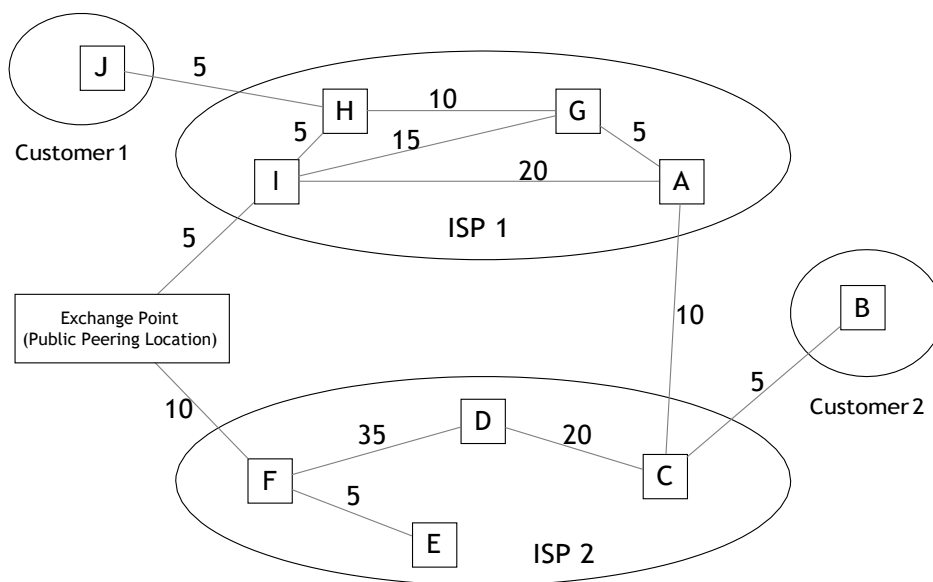 J
5
Customer 1
H
10
G
5
15
5
I
20
A
ISP 1
5
Exchange Point
(Public Peering Location)
10
B
5
Customer 2
10
D
35
20
F
C
5
E
ISP 2